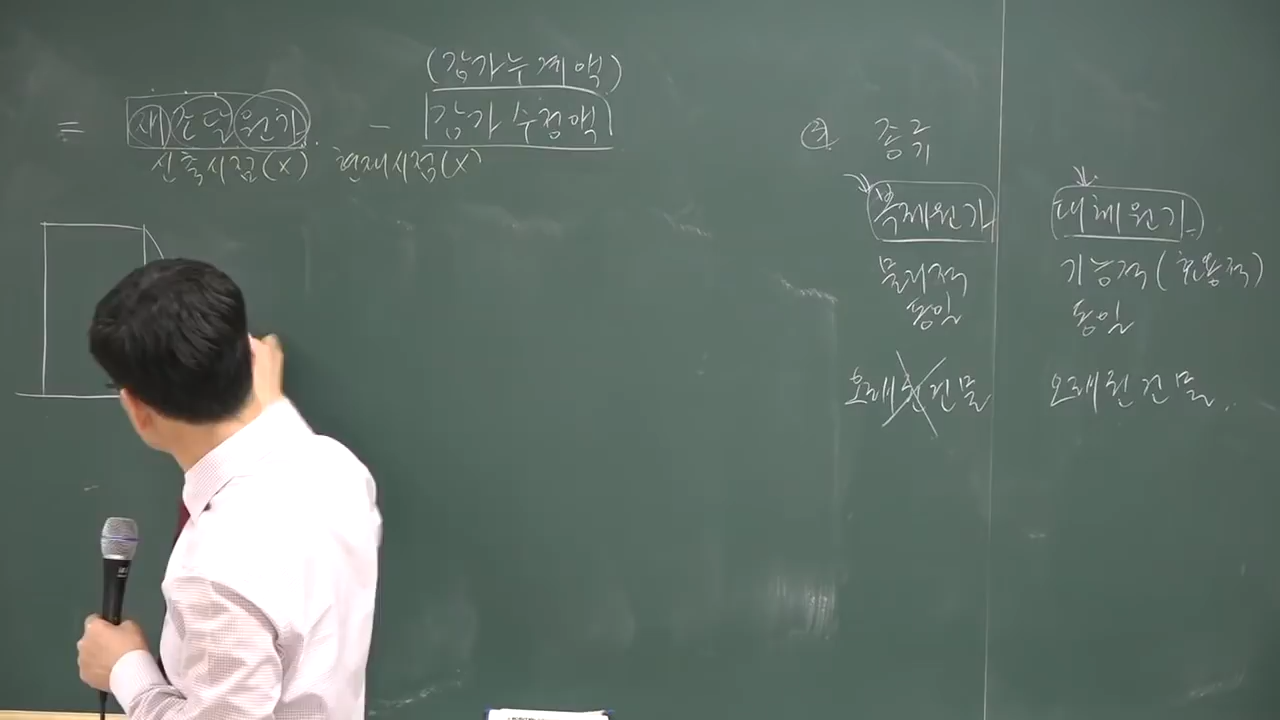 (감가누계액)
= 재조달원가 - 감가수정액
신축시점(X) 현재시점(X)
② 종류
복제원가 대체원가
물리적 기능적(효용적)
동일 동일
오래된건물 오래된건물.